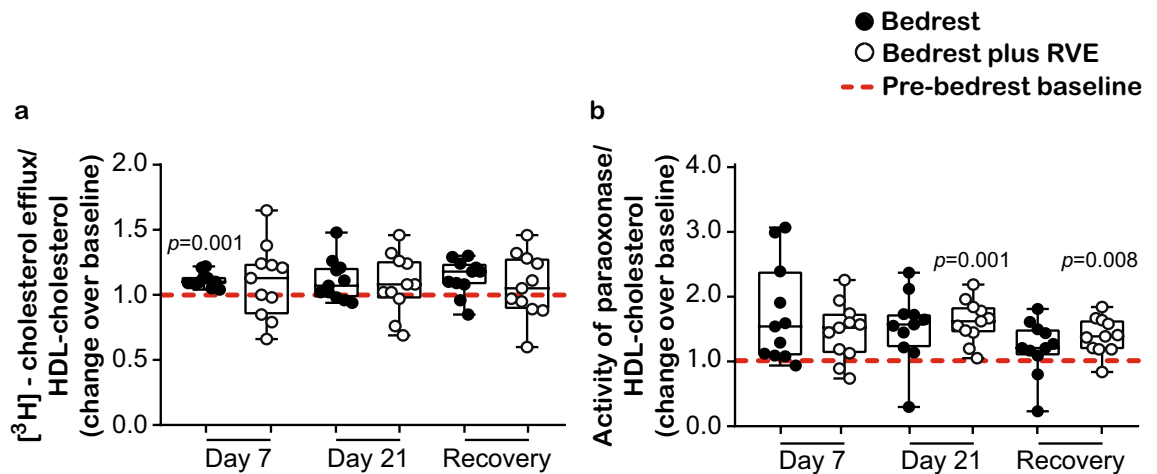 Bedrest
Bedrest plus RVE
Pre-bedrest baseline
a
[³H] - cholesterol efflux/
HDL-cholesterol
(change over baseline)
2.0
1.5
1.0
0.5
0.0
p=0.001
Day 7
Day 21
Recovery
b
Activity of paraoxonase/
HDL-cholesterol
(change over baseline)
4.0
3.0
2.0
1.0
0.0
p=0.001
p=0.008
Day 7
Day 21
Recovery